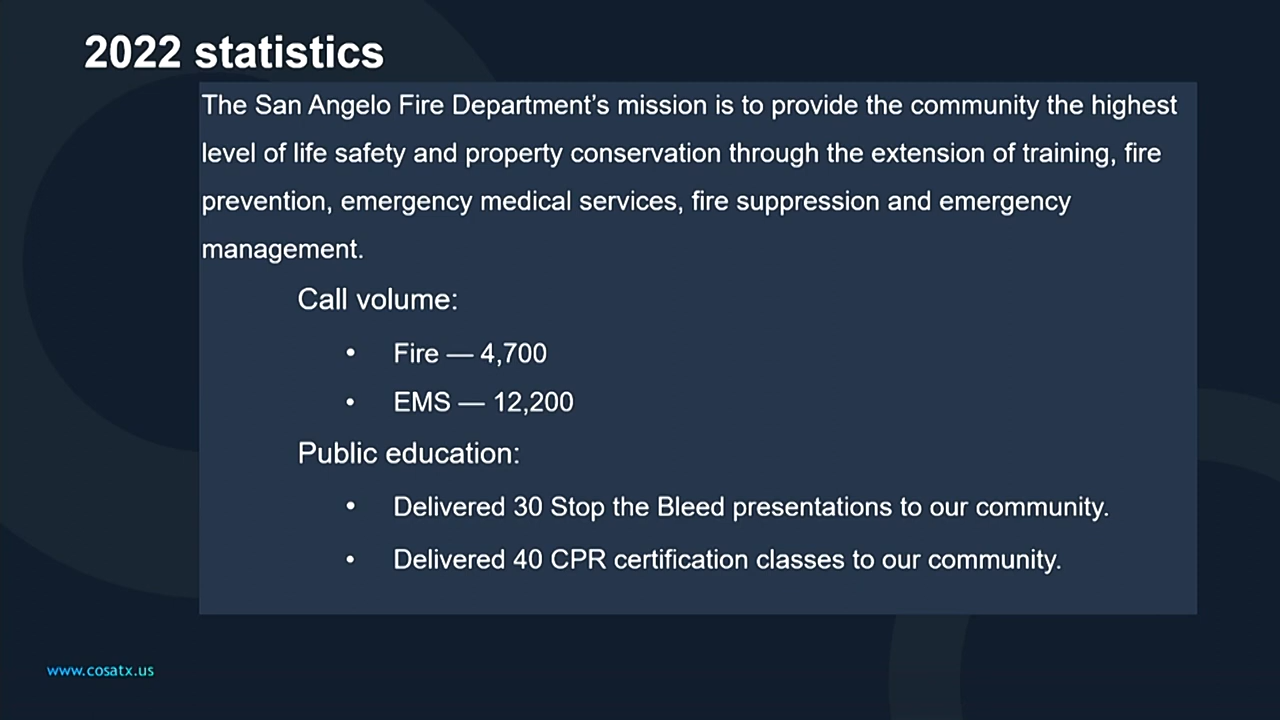 2022 statistics
The San Angelo Fire Department’s mission is to provide the community the highest
level of life safety and property conservation through the extension of training, fire
prevention, emergency medical services, fire suppression and emergency
management.
Call volume:
• Fire — 4,700
• EMS — 12,200
Public education:
• Delivered 30 Stop the Bleed presentations to our community.
• Delivered 40 CPR certification classes to our community.
www.cosatx.us